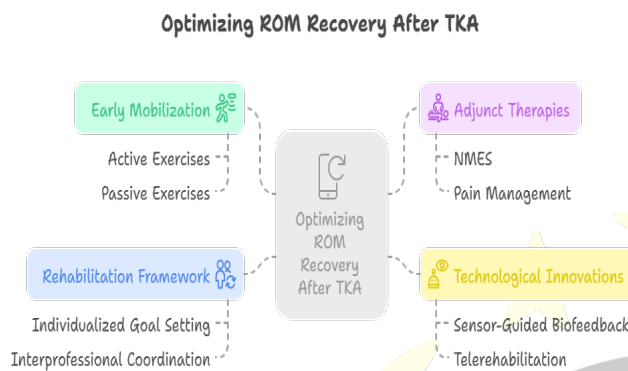 Optimizing ROM Recovery After TKA
Early Mobilization
Active Exercises
Passive Exercises
Adjunct Therapies
NMES
Pain Management
Optimizing
ROM
Recovery
After TKA
Rehabilitation Framework
Individualized Goal Setting
Interprofessional Coordination
Technological Innovations
Sensor-Guided Biofeedback
Telerehabilitation